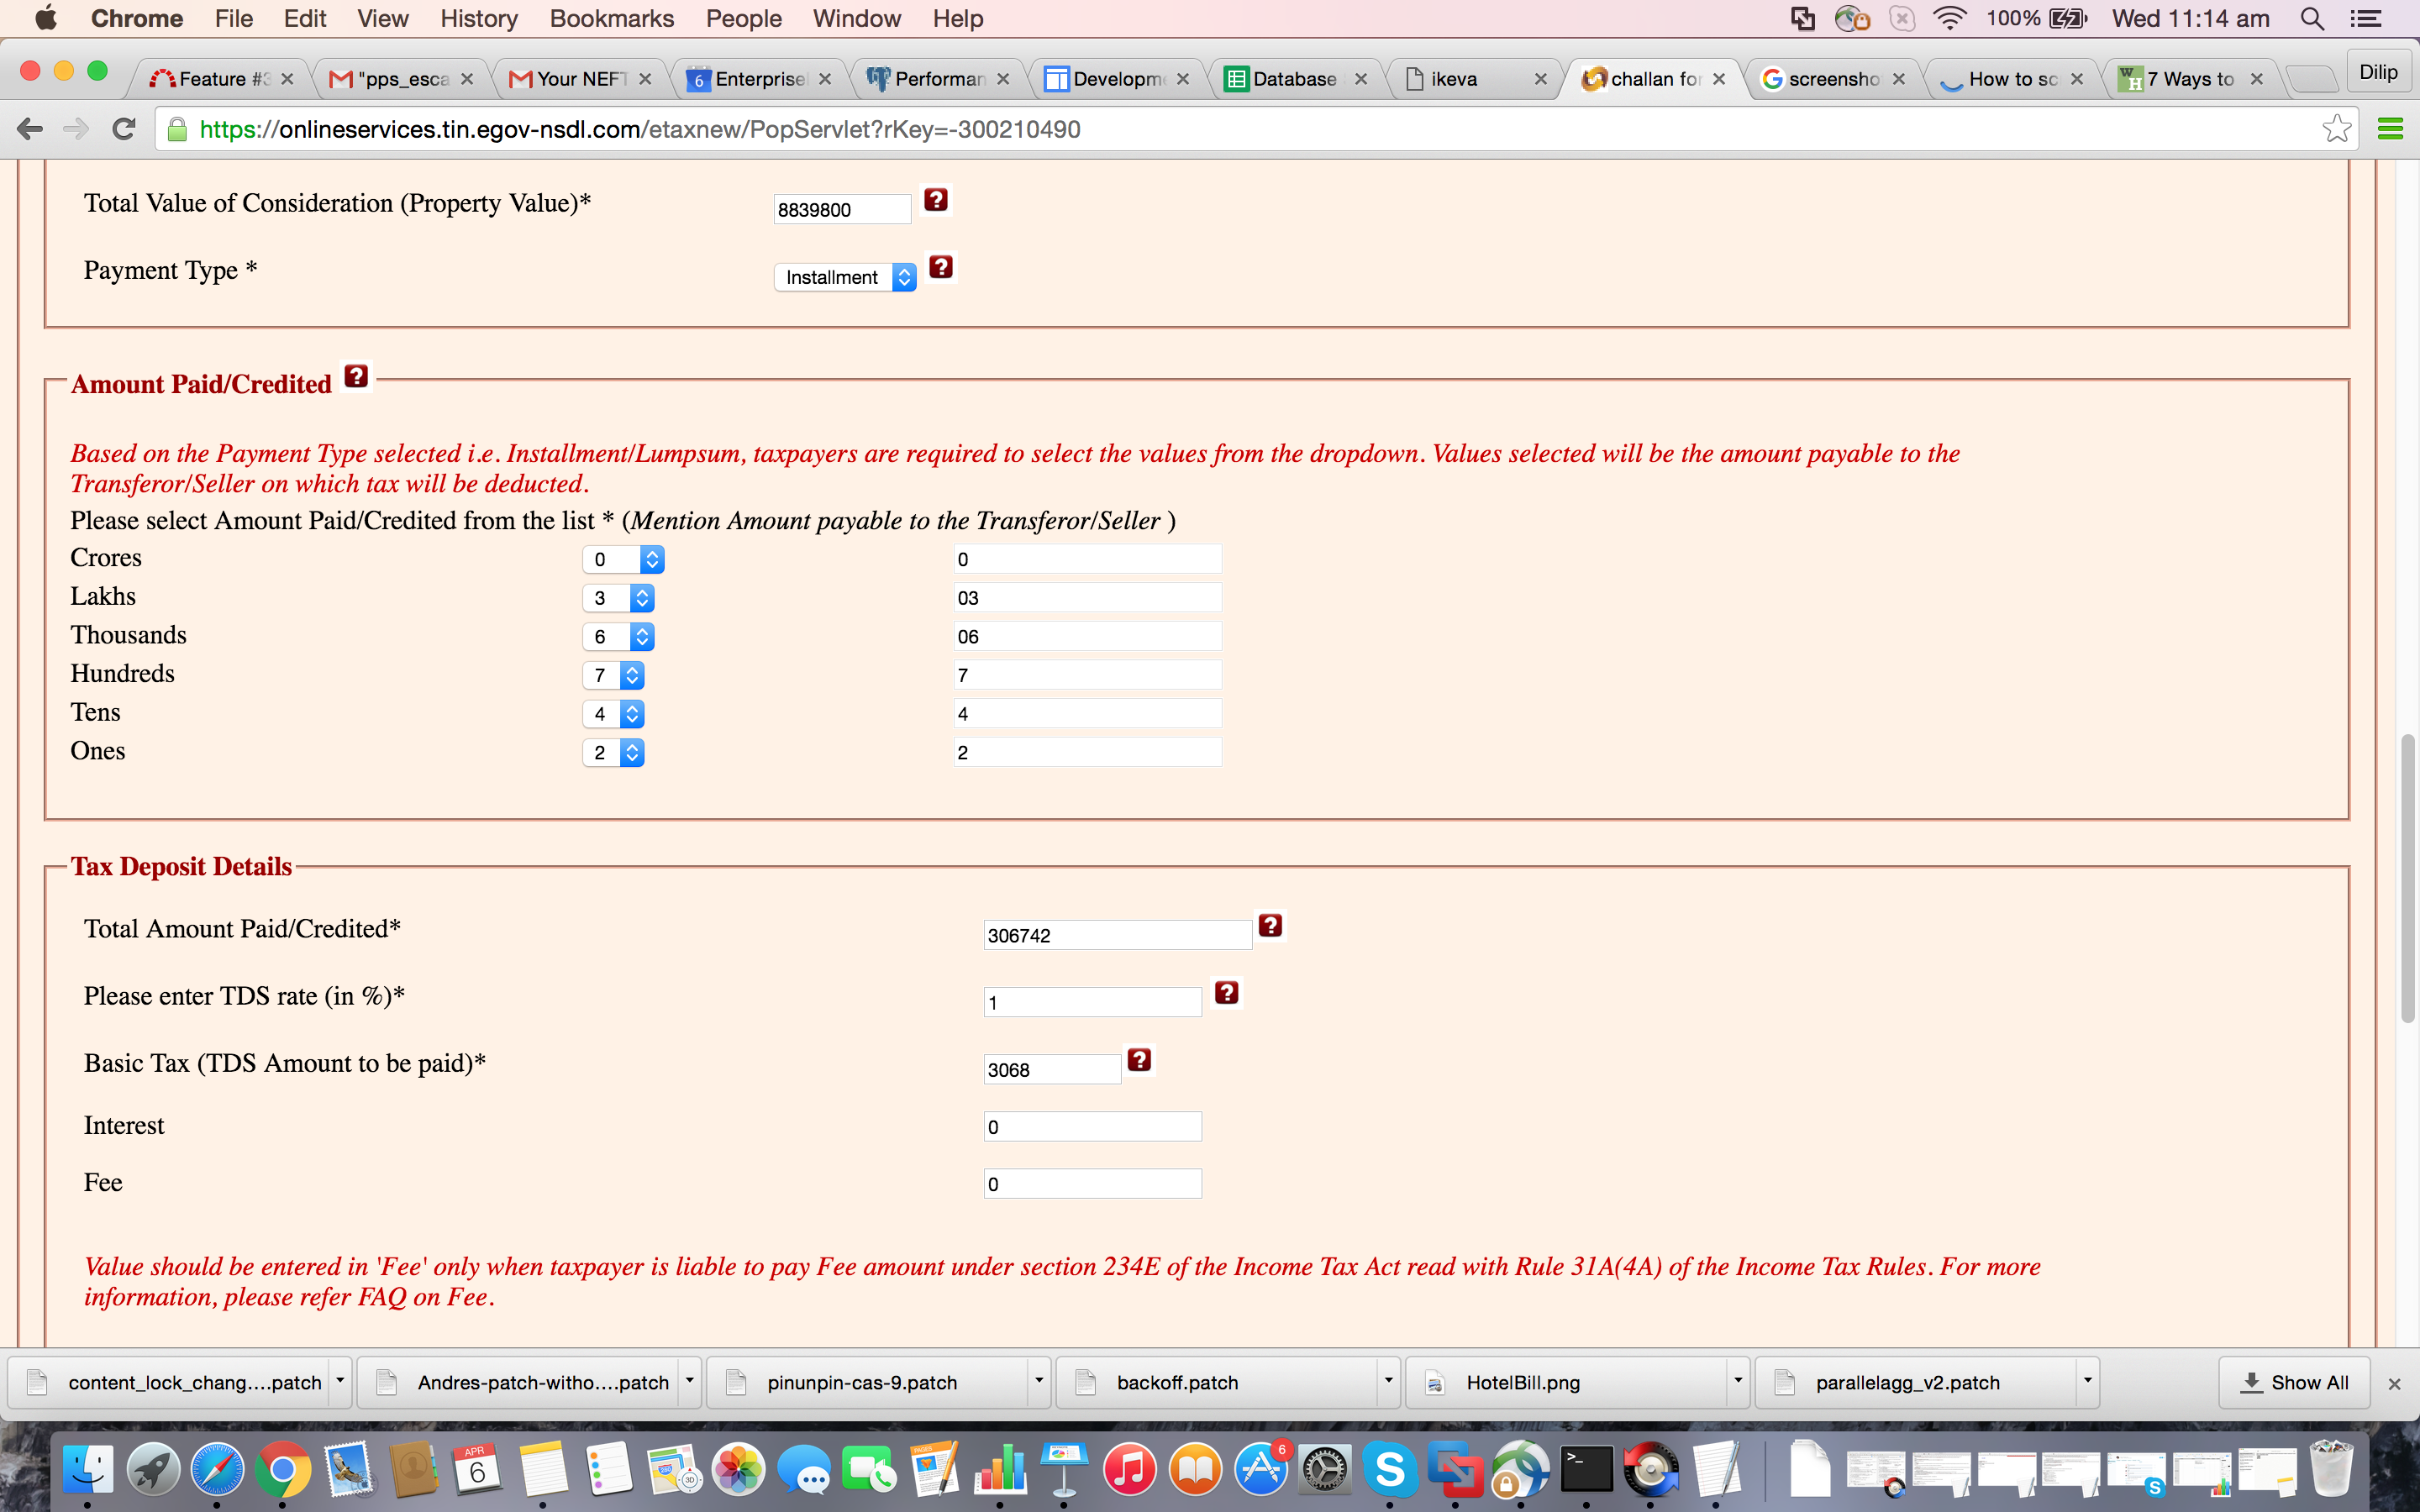 Chrome File Edit View History Bookmarks People Window Help 100% Wed 11:14 am
Feature #3 "pps_esca Your NEFT 6 Enterprise Performan Developme Database ikeva challan for screensho How to sc 7 Ways to Dilip
https://onlineservices.tin.egov-nsdl.com/etaxnew/PopServlet?rKey=-300210490
Total Value of Consideration (Property Value)* 8839800 ?
Payment Type * Installment ?
Amount Paid/Credited ?
Based on the Payment Type selected i.e. Installment/Lumpsum, taxpayers are required to select the values from the dropdown. Values selected will be the amount payable to the
Transferor/Seller on which tax will be deducted.
Please select Amount Paid/Credited from the list * (Mention Amount payable to the Transferor/Seller )
Crores 0 0
Lakhs 3 03
Thousands 6 06
Hundreds 7 7
Tens 4 4
Ones 2 2
Tax Deposit Details
Total Amount Paid/Credited* 306742 ?
Please enter TDS rate (in %)* 1 ?
Basic Tax (TDS Amount to be paid)* 3068 ?
Interest 0
Fee 0
Value should be entered in 'Fee' only when taxpayer is liable to pay Fee amount under section 234E of the Income Tax Act read with Rule 31A(4A) of the Income Tax Rules. For more
information, please refer FAQ on Fee.
content_lock_chang....patch Andres-patch-witho....patch pinunpin-cas-9.patch backoff.patch HotelBill.png parallelagg_v2.patch Show All
APR
6
PAGES
3D
6
S
>_
S